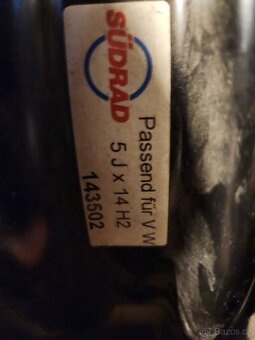 SÜDRAD
Passend für VW
5 J x 14 H2
143502